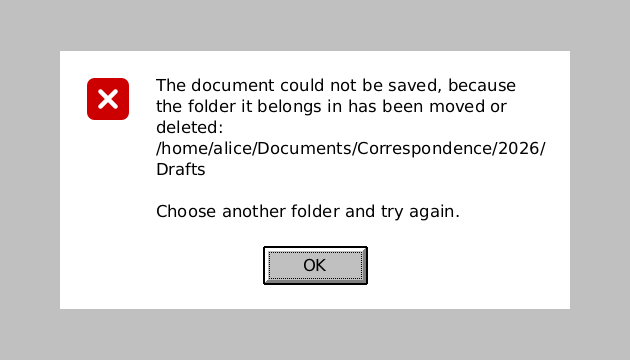 The document could not be saved, because
the folder it belongs in has been moved or
deleted:
/home/alice/Documents/Correspondence/2026/
Drafts
Choose another folder and try again.
OK